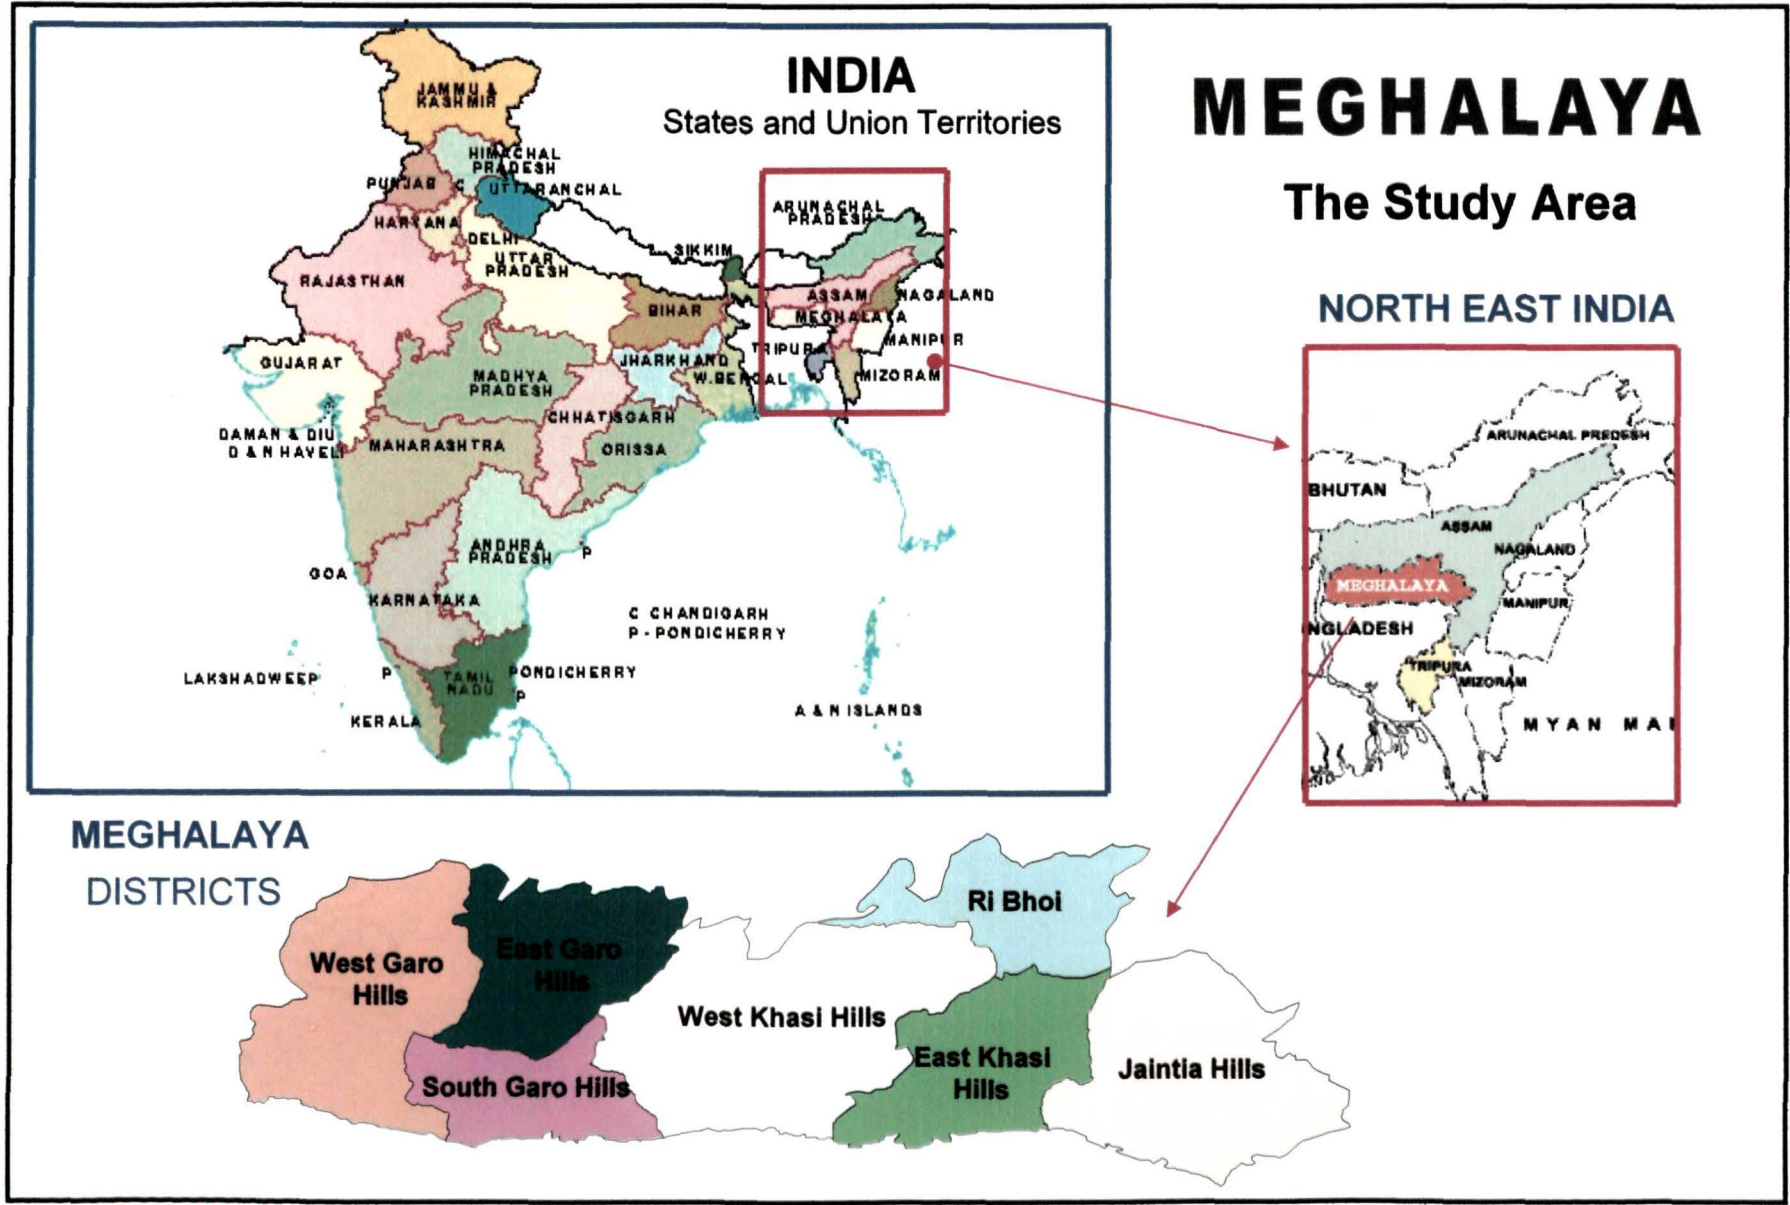 INDIA
States and Union Territories
JAMMU &
KASHMIR
HIMACHAL
PRADESH
PUNJAB
C
UTTARANCHAL
HARYANA
DELHI
UTTAR
PRADESH
RAJASTHAN
SIKKIM
ARUNACHAL
PRADESH
ASSAM
NAGALAND
MEGHALAYA
BIHAR
MANIPUR
TRIPURA
GUJARAT
JHARKHAND
MADHYA
PRADESH
W.BENGAL
MIZORAM
CHHATISGARH
DAMAN & DIU
D & N HAVELI
MAHARASHTRA
ORISSA
ANDHRA
PRADESH
P
GOA
KARNATAKA
C CHANDIGARH
P - PONDICHERRY
LAKSHADWEEP
P
TAMIL
NADU
PONDICHERRY
P
KERALA
A & N ISLANDS
MEGHALAYA
The Study Area
NORTH EAST INDIA
ARUNACHAL PREDESH
BHUTAN
ASSAM
NAGALAND
MEGHALAYA
MANIPUR
NGLADESH
TRIPURA
MIZORAM
MYAN MA
MEGHALAYA
DISTRICTS
Ri Bhoi
East Garo
Hills
West Garo
Hills
West Khasi Hills
East Khasi
Hills
Jaintia Hills
South Garo Hills